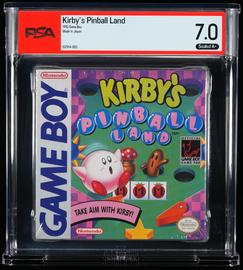 PSA
Kirby's Pinball Land
1993 Game Boy
Made in Japan
7.0
Sealed A+
Nintendo
GAME BOY
KIRBY'S
PINBALL
LAND
TAKE AIM WITH KIRBY!
Nintendo